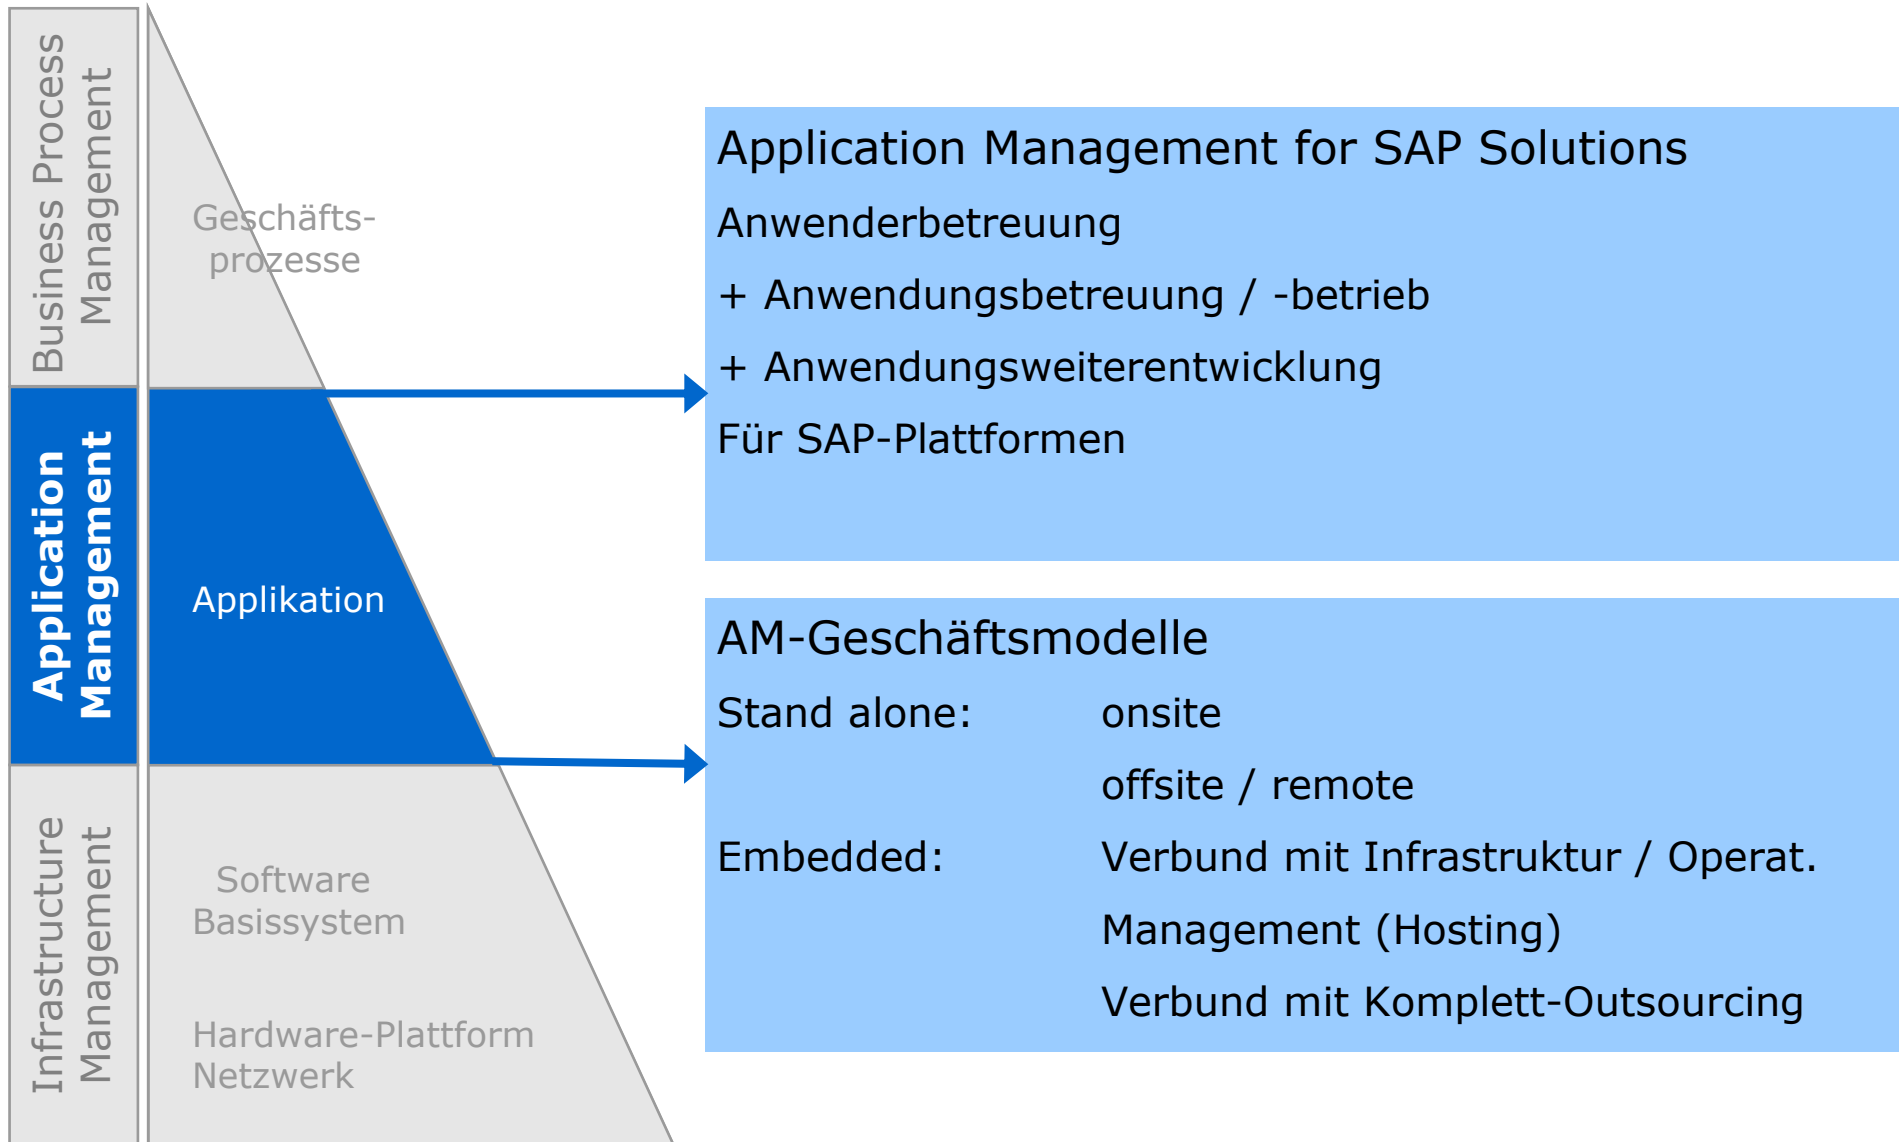 Business Process
Management
Geschäfts-
prozesse
Application
Management
Applikation
Infrastructure
Management
Software
Basissystem
Hardware-Plattform
Netzwerk
Application Management for SAP Solutions
Anwenderbetreuung
+ Anwendungsbetreuung / -betrieb
+ Anwendungsweiterentwicklung
Für SAP-Plattformen
AM-Geschäftsmodelle
Stand alone: onsite
offsite / remote
Embedded: Verbund mit Infrastruktur / Operat.
Management (Hosting)
Verbund mit Komplett-Outsourcing